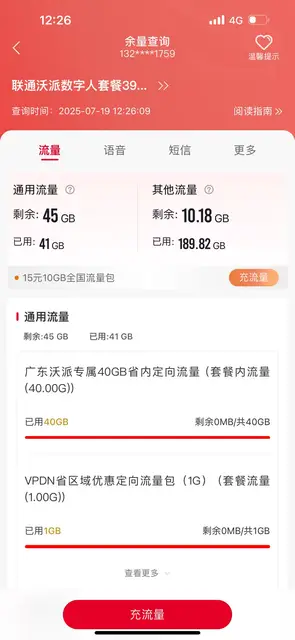 12:26
4G
余量查询
132****1759
温馨提示
联通沃派数字人套餐39...
查询时间：2025-07-19 12:26:09
阅读指南
流量 语音 短信 更多
通用流量 其他流量
剩余: 45 GB 剩余: 10.18 GB
已用: 41 GB 已用: 189.82 GB
15元10GB全国流量包 充流量
通用流量
剩余:45 GB 已用:41 GB
广东沃派专属40GB省内定向流量 (套餐内流量
(40.00G))
已用40GB 剩余0MB/共40GB
VPDN省区域优惠定向流量包（1G）(套餐流量
(1.00G))
已用1GB 剩余0MB/共1GB
查看更多
充流量